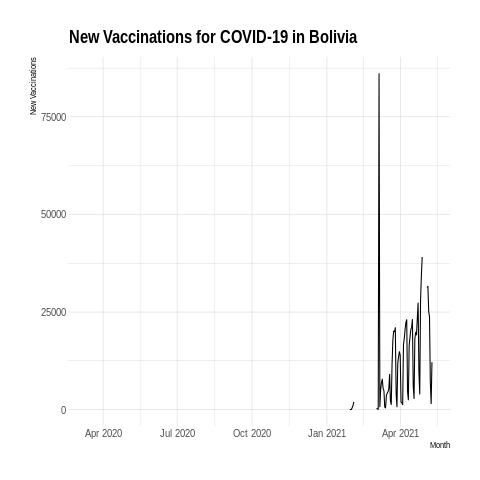 New Vaccinations for COVID-19 in Bolivia
New Vaccinations
75000
50000
25000
0
Apr 2020
Jul 2020
Oct 2020
Jan 2021
Apr 2021
Month